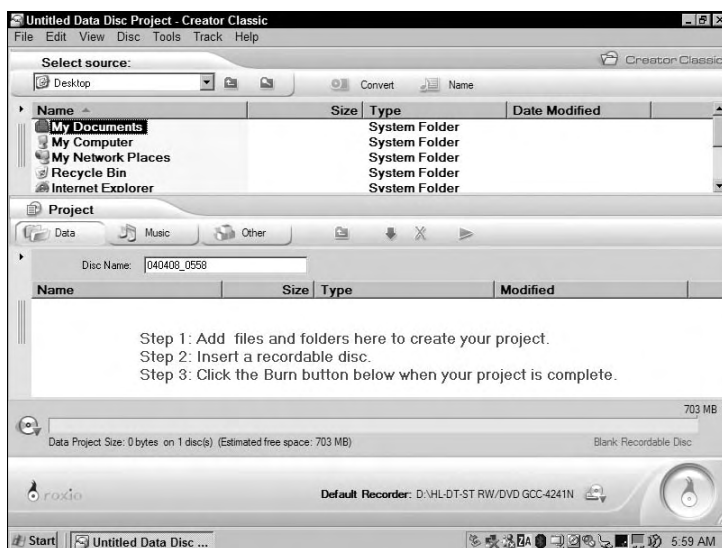 Untitled Data Disc Project - Creator Classic
File Edit View Disc Tools Track Help
Select source:
Creator Classic
Desktop
Convert
Name
Name Size Type Date Modified
My Documents System Folder
My Computer System Folder
My Network Places System Folder
Recycle Bin System Folder
Internet Explorer System Folder
Project
Data Music Other
Disc Name: 040408_0558
Name Size Type Modified
Step 1: Add files and folders here to create your project.
Step 2: Insert a recordable disc.
Step 3: Click the Burn button below when your project is complete.
703 MB
Data Project Size: 0 bytes on 1 disc(s) (Estimated free space: 703 MB) Blank Recordable Disc
roxio
Default Recorder: D:\HL-DT-ST RW/DVD GCC-4241N
Start Untitled Data Disc ... 5:59 AM